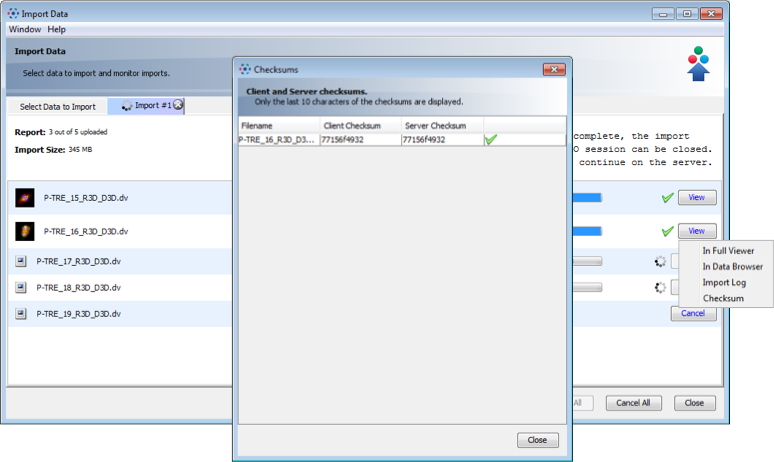 Import Data
Window Help
Import Data
Select data to import and monitor imports.
Select Data to Import
Import #1
Report: 3 out of 5 uploaded
Import Size: 345 MB
complete, the import
O session can be closed.
continue on the server.
P-TRE_15_R3D_D3D.dv
View
P-TRE_16_R3D_D3D.dv
View
P-TRE_17_R3D_D3D.dv
P-TRE_18_R3D_D3D.dv
P-TRE_19_R3D_D3D.dv
Cancel
In Full Viewer
In Data Browser
Import Log
Checksum
All
Cancel All
Close
Checksums
Client and Server checksums.
Only the last 10 characters of the checksums are displayed.
Filename Client Checksum Server Checksum
P-TRE_16_R3D_D3... 77156f4932 77156f4932
Close